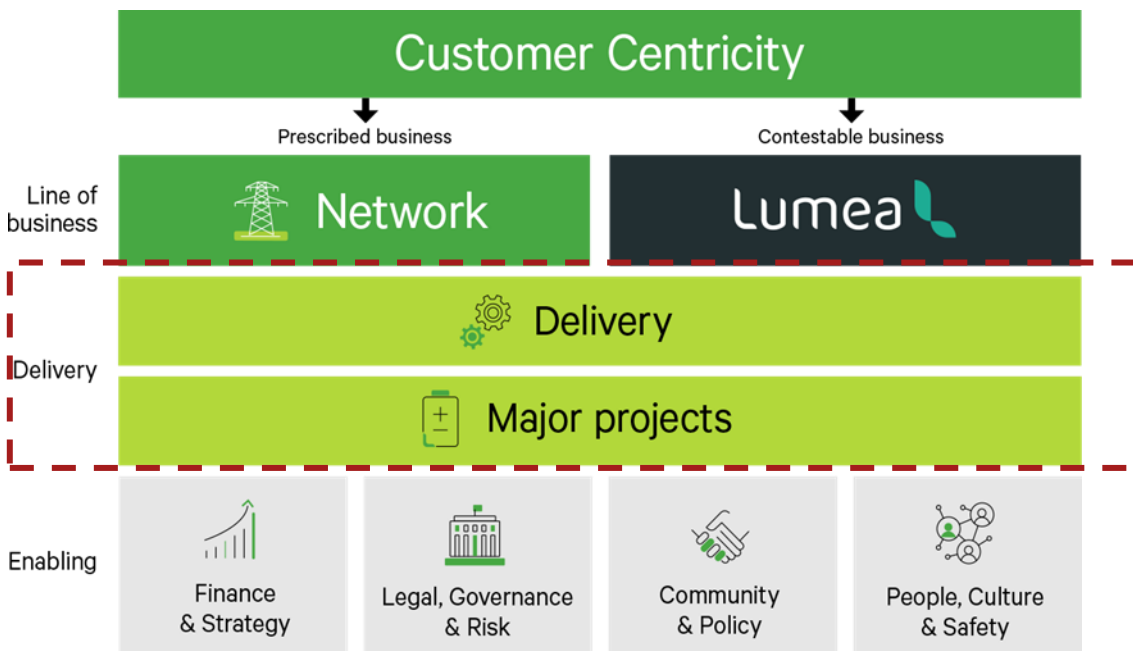 Customer Centricity
Prescribed business
Contestable business
Line of
business
Network
Lumea
Delivery
Delivery
Major projects
Enabling
Finance
& Strategy
Legal, Governance
& Risk
Community
& Policy
People, Culture
& Safety